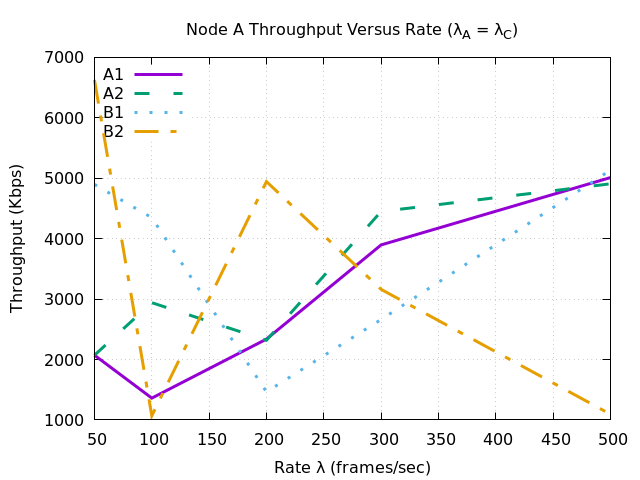 Node A Throughput Versus Rate (λA = λC)
Throughput (Kbps)
7000
6000
5000
4000
3000
2000
1000
A1
A2
B1
B2
50 100 150 200 250 300 350 400 450 500
Rate λ (frames/sec)